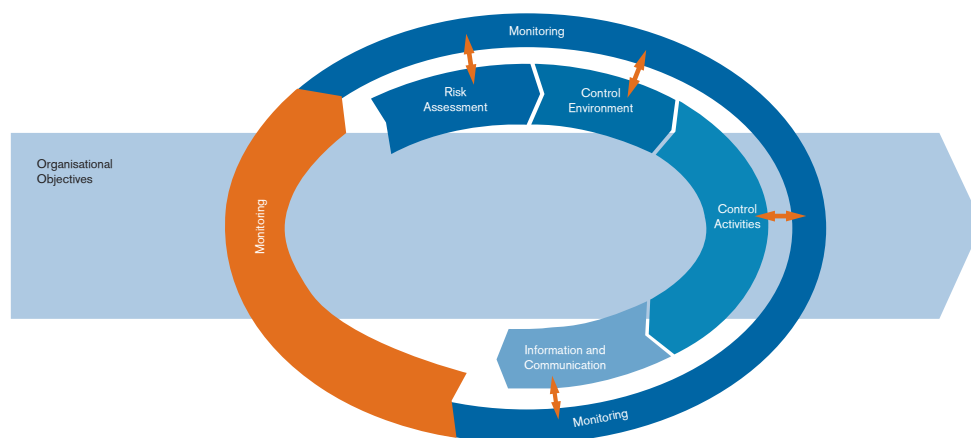 Monitoring
Risk
Assessment
Control
Environment
Organisational
Objectives
Monitoring
Control
Activities
Information and
Communication
Monitoring